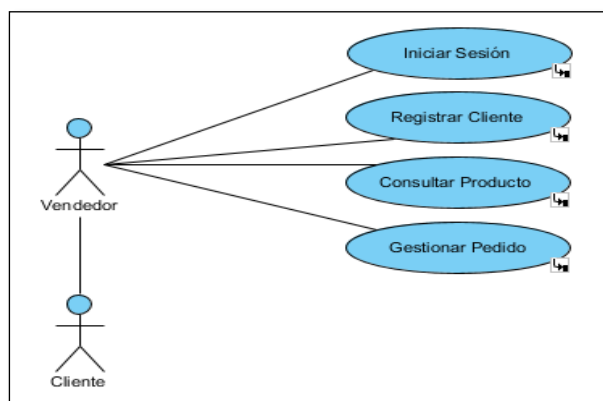 Iniciar Sesión
Registrar Cliente
Consultar Producto
Vendedor
Gestionar Pedido
Cliente